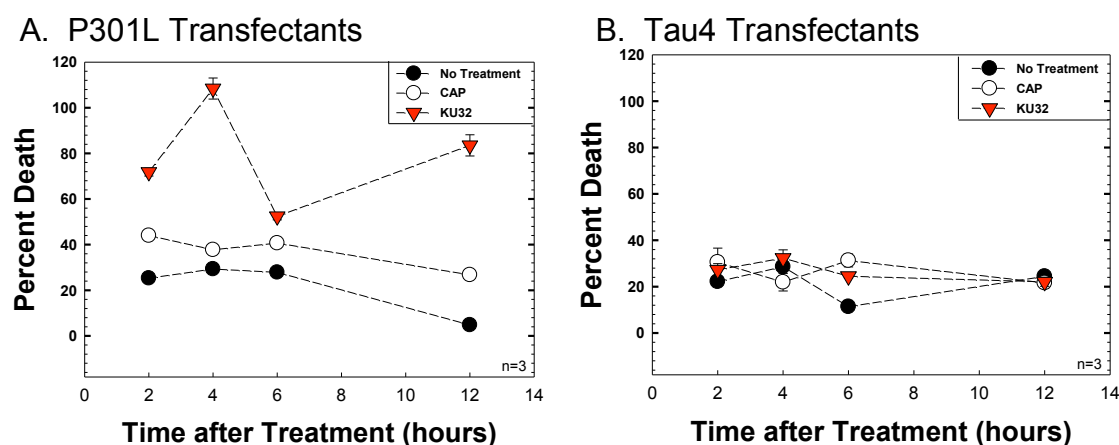 A. P301L Transfectants
120
100
80
60
40
20
0
Percent Death
No Treatment
CAP
KU32
n=3
0 2 4 6 8 10 12 14
Time after Treatment (hours)
B. Tau4 Transfectants
120
100
80
60
40
20
0
Percent Death
No Treatment
CAP
KU32
n=3
0 2 4 6 8 10 12 14
Time after Treatment (hours)